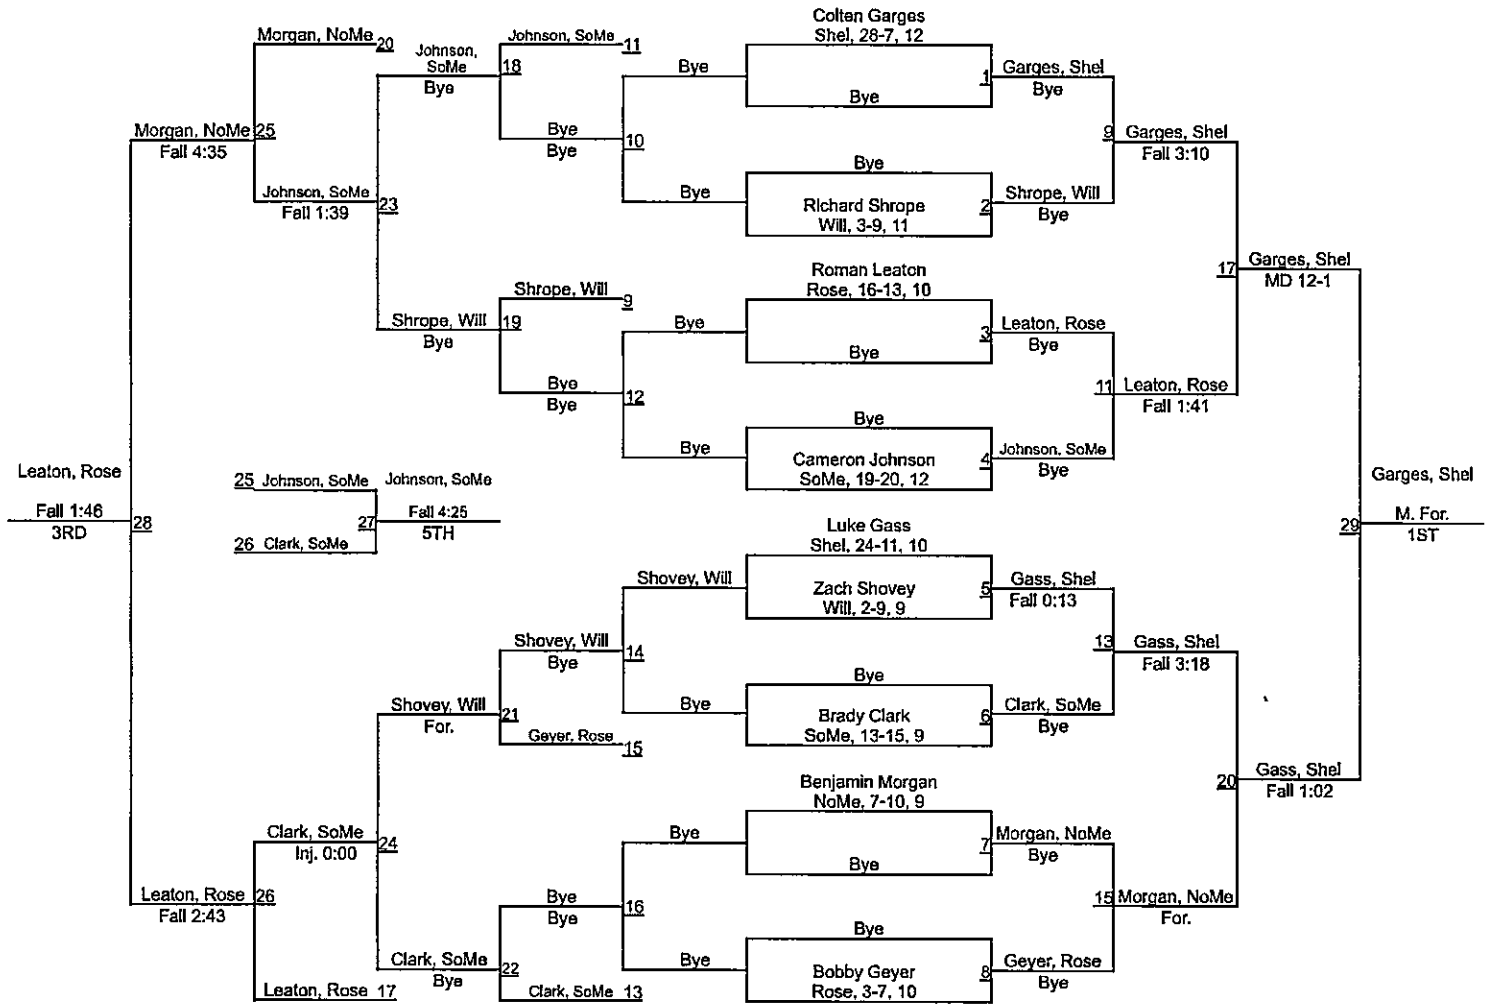 Colten Garges
Shel, 28-7, 12
Morgan, NoMe
20
Johnson,
SoMe
Bye
Johnson, SoMe
11
18
Bye
1
Garges, Shel
Bye
Bye
Morgan, NoMe
25
Fall 4:35
Bye
Bye
10
9
Garges, Shel
Fall 3:10
Bye
Johnson, SoMe
Fall 1:39
23
Bye
Richard Shrope
Will, 3-9, 11
2
Shrope, Will
Bye
Roman Leaton
Rose, 16-13, 10
17
Garges, Shel
MD 12-1
Shrope, Will
9
Shrope, Will
Bye
19
Bye
3
Leaton, Rose
Bye
Bye
Bye
Bye
12
11
Leaton, Rose
Fall 1:41
Bye
Bye
Cameron Johnson
SoMe, 19-20, 12
4
Johnson, SoMe
Bye
Leaton, Rose
Fall 1:46
3RD
28
25
Johnson, SoMe
Johnson, SoMe
27
Fall 4:25
5TH
26
Clark, SoMe
Garges, Shel
29
M. For.
1ST
Luke Gass
Shel, 24-11, 10
Shovey, Will
Zach Shovey
Will, 2-9, 9
5
Gass, Shel
Fall 0:13
Shovey, Will
Bye
14
13
Gass, Shel
Fall 3:18
Bye
Shovey, Will
For.
21
Bye
Brady Clark
SoMe, 13-15, 9
6
Clark, SoMe
Bye
Geyer, Rose
15
Benjamin Morgan
NoMe, 7-10, 9
20
Gass, Shel
Fall 1:02
Clark, SoMe
Inj. 0:00
24
Bye
7
Morgan, NoMe
Bye
Bye
Leaton, Rose
26
Fall 2:43
Bye
Bye
16
15
Morgan, NoMe
For.
Bye
Clark, SoMe
Bye
22
Bye
Bobby Geyer
Rose, 3-7, 10
8
Geyer, Rose
Bye
Leaton, Rose
17
Clark, SoMe
13